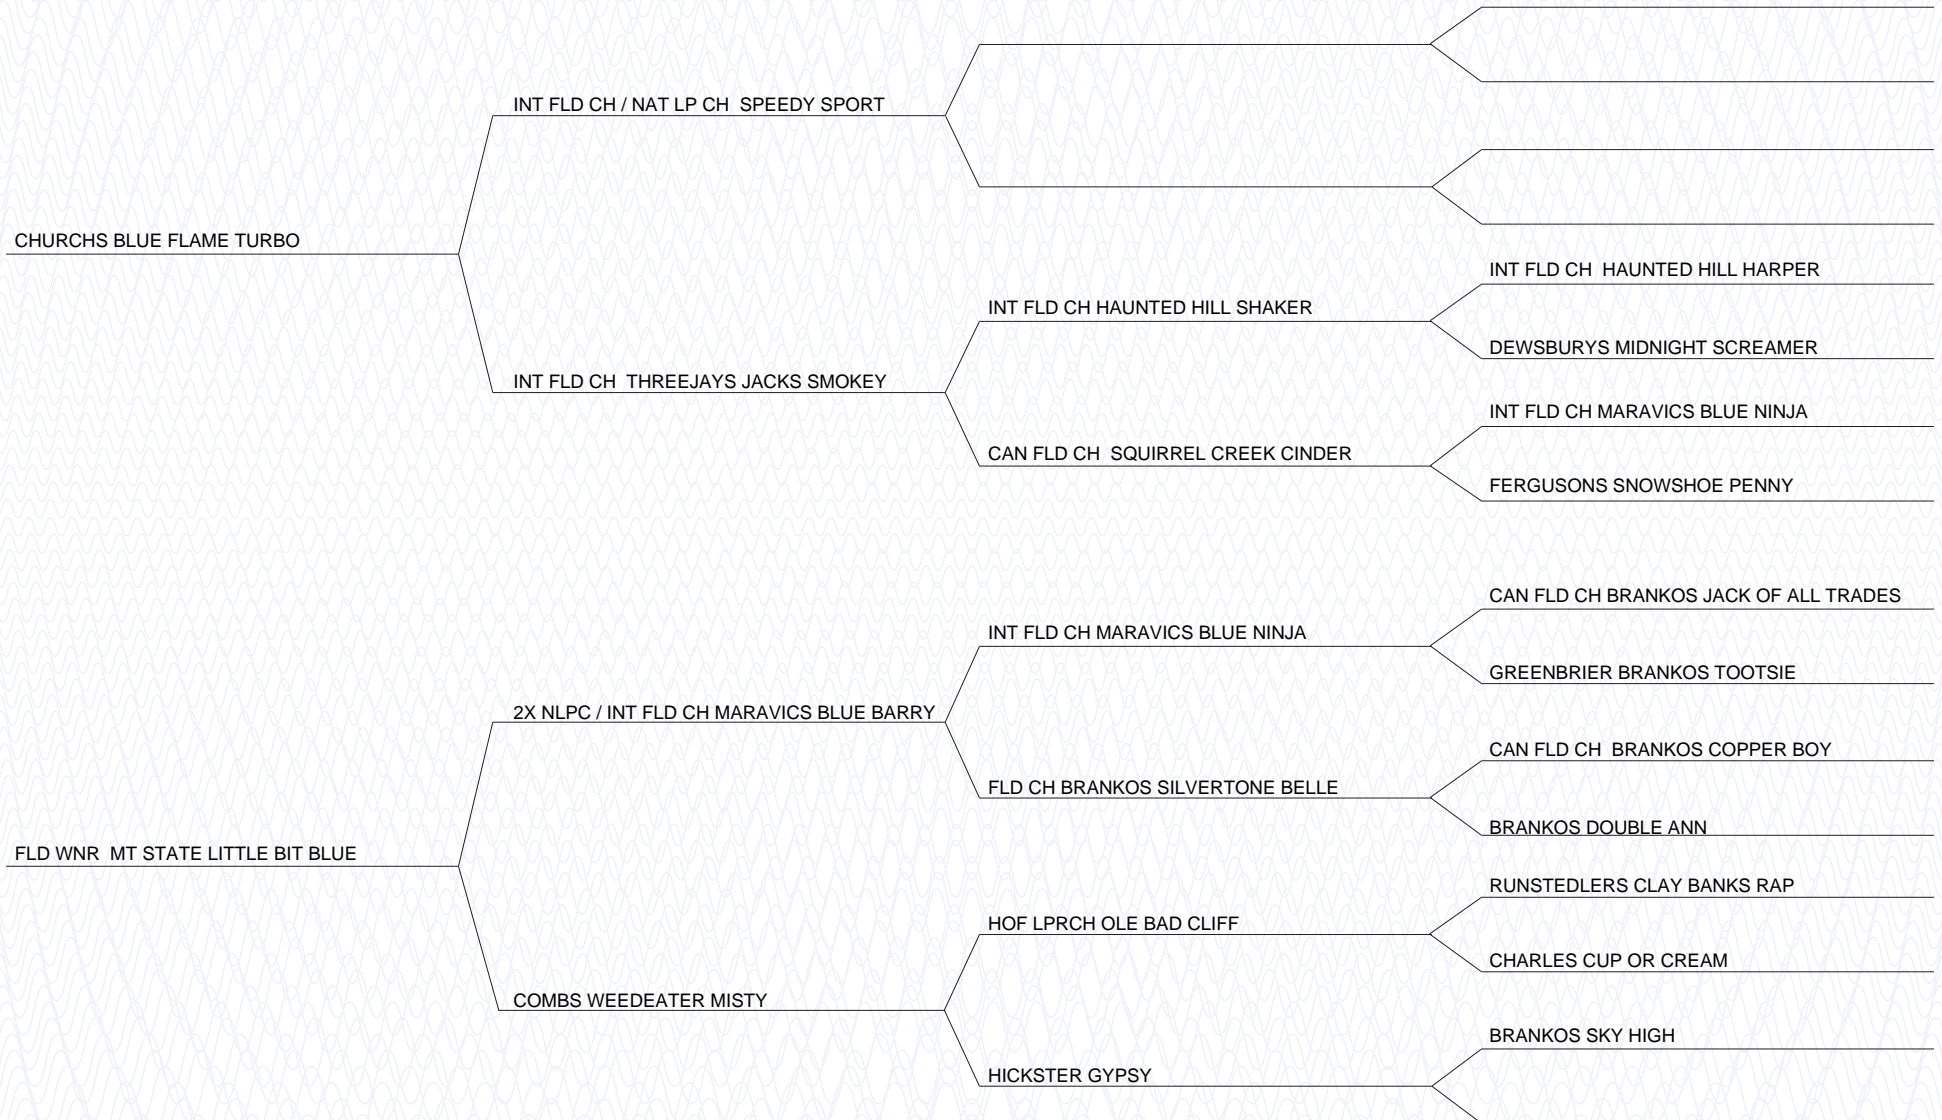 INT FLD CH / NAT LP CH  SPEEDY SPORT
CHURCHS BLUE FLAME TURBO
INT FLD CH  HAUNTED HILL HARPER
INT FLD CH HAUNTED HILL SHAKER
DEWSBURYS MIDNIGHT SCREAMER
INT FLD CH  THREEJAYS JACKS SMOKEY
INT FLD CH MARAVICS BLUE NINJA
CAN FLD CH  SQUIRREL CREEK CINDER
FERGUSONS SNOWSHOE PENNY
CAN FLD CH BRANKOS JACK OF ALL TRADES
INT FLD CH MARAVICS BLUE NINJA
GREENBRIER BRANKOS TOOTSIE
2X NLPC / INT FLD CH MARAVICS BLUE BARRY
CAN FLD CH  BRANKOS COPPER BOY
FLD CH BRANKOS SILVERTONE BELLE
BRANKOS DOUBLE ANN
FLD WNR  MT STATE LITTLE BIT BLUE
RUNSTEDLERS CLAY BANKS RAP
HOF LPRCH OLE BAD CLIFF
CHARLES CUP OR CREAM
COMBS WEEDEATER MISTY
BRANKOS SKY HIGH
HICKSTER GYPSY